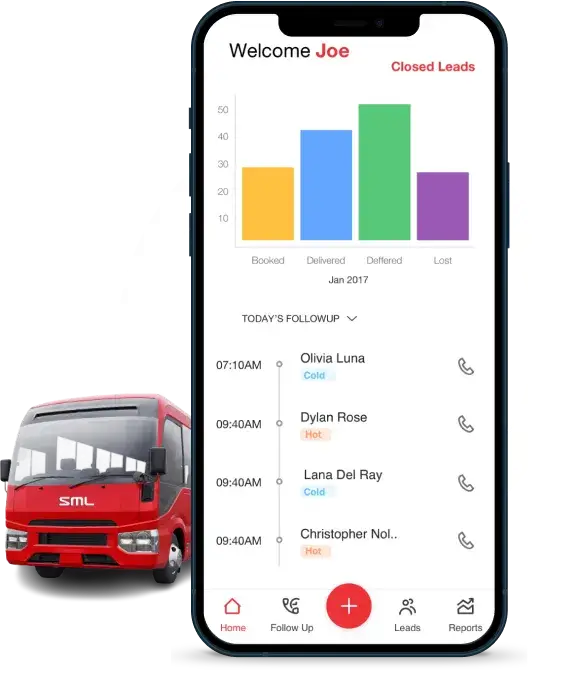 Welcome Joe
Closed Leads
50
40
30
20
10
Booked Delivered Deffered Lost
Jan 2017
TODAY'S FOLLOWUP
07:10AM Olivia Luna
Cold
09:40AM Dylan Rose
Hot
09:40AM Lana Del Ray
Cold
09:40AM Christopher Nol..
Hot
SML
Home Follow Up Leads Reports